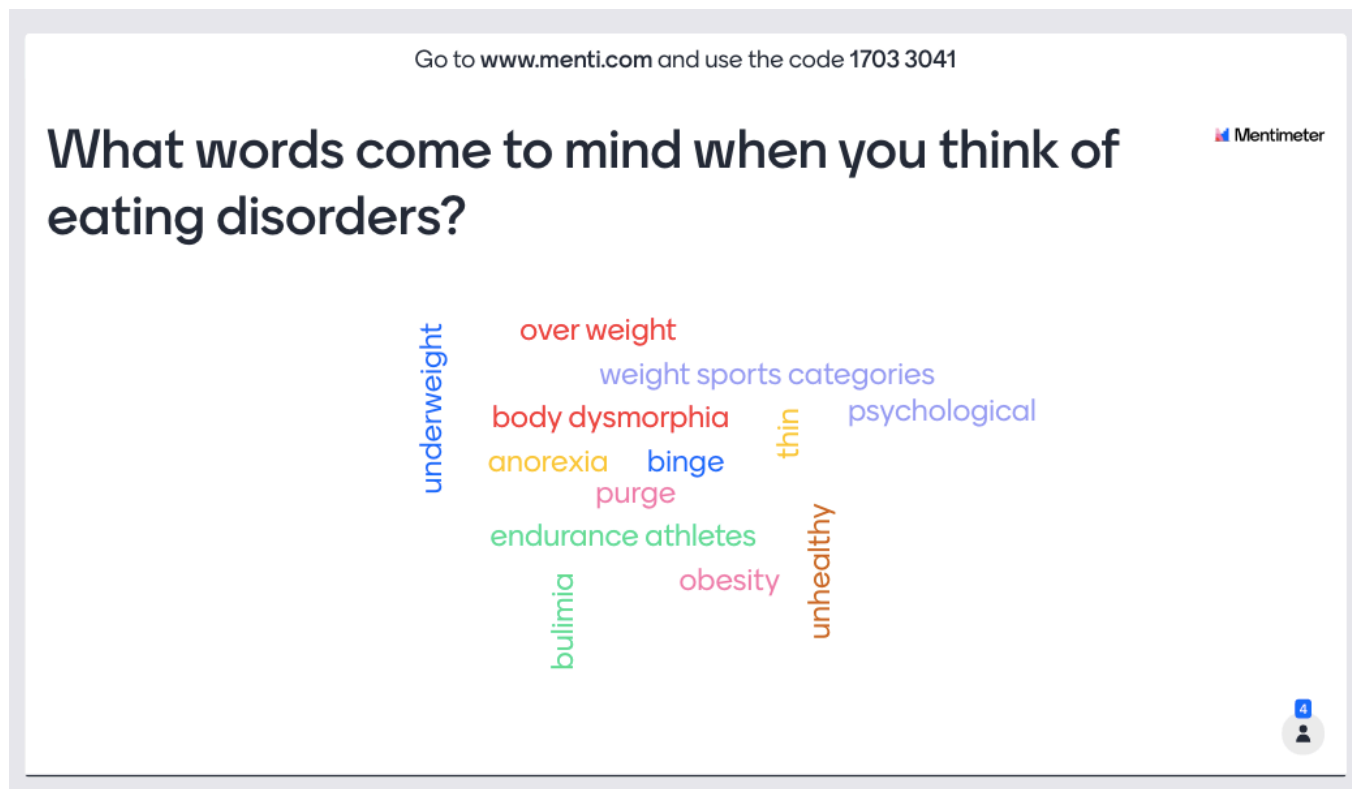 Go to www.menti.com and use the code 1703 3041
What words come to mind when you think of
eating disorders?
Mentimeter
underweight
over weight
weight sports categories
body dysmorphia
thin
psychological
anorexia
binge
purge
endurance athletes
unhealthy
bulimia
obesity
4